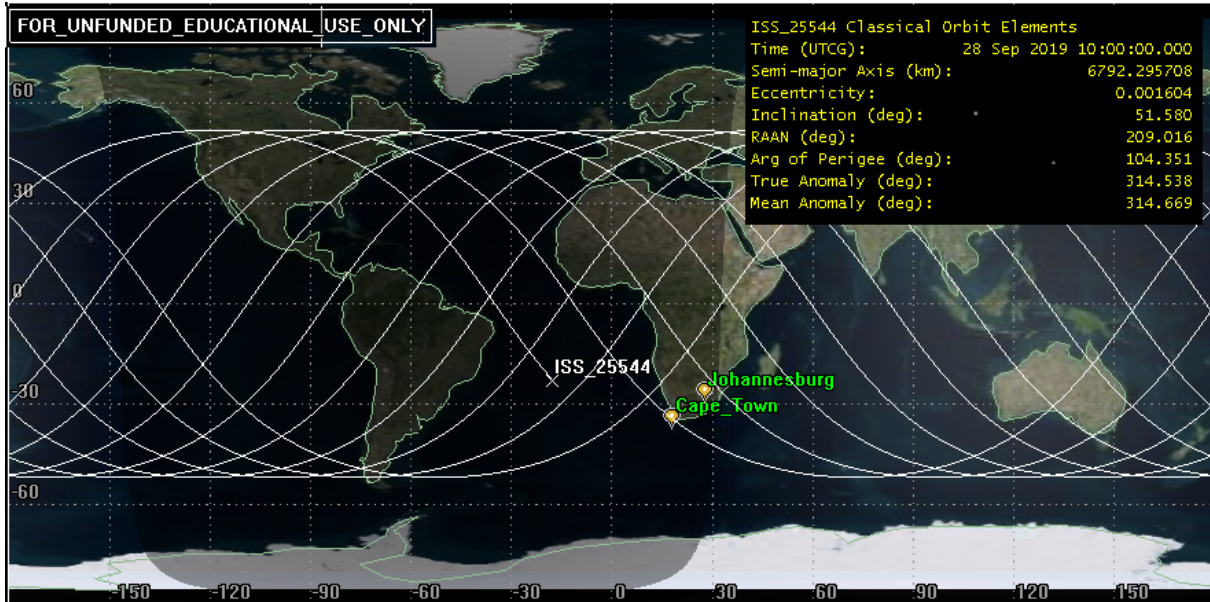 FOR_UNFUNDED_EDUCATIONAL_USE_ONLY
ISS_25544 Classical Orbit Elements
Time (UTCG): 28 Sep 2019 10:00:00.000
Semi-major Axis (km): 6792.295708
Eccentricity: 0.001604
Inclination (deg): 51.580
RAAN (deg): 209.016
Arg of Perigee (deg): 104.351
True Anomaly (deg): 314.538
Mean Anomaly (deg): 314.669
60
30
0
ISS_25544
-30
Johannesburg
Cape_Town
-60
-150 -120 -90 -60 -30 0 30 60 90 120 150